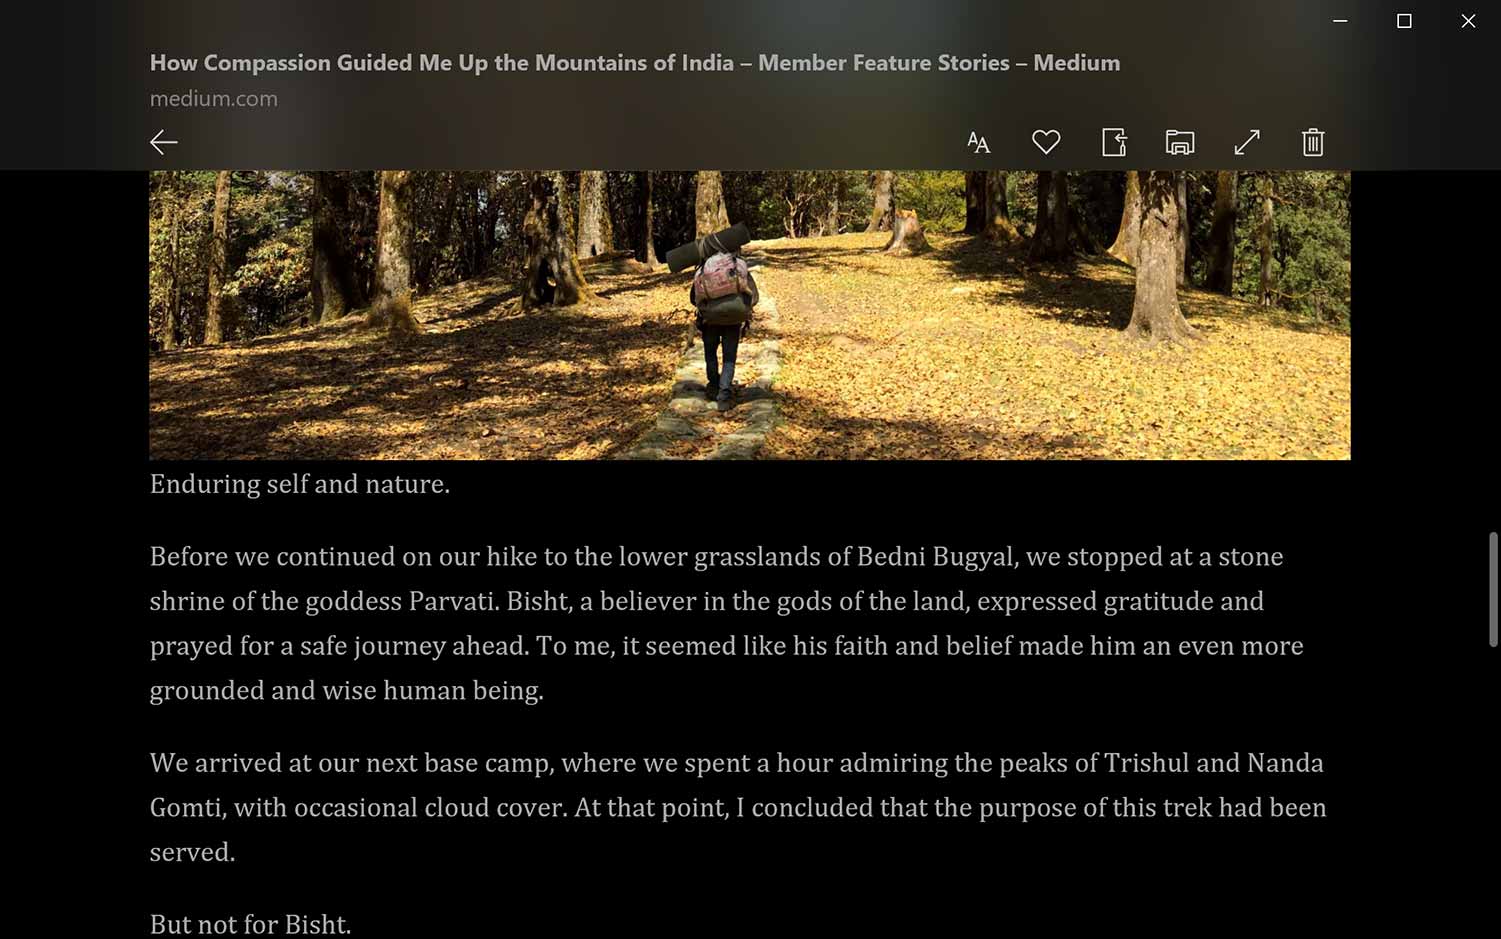 How Compassion Guided Me Up the Mountains of India – Member Feature Stories – Medium
medium.com
AA
Enduring self and nature.
Before we continued on our hike to the lower grasslands of Bedni Bugyal, we stopped at a stone
shrine of the goddess Parvati. Bisht, a believer in the gods of the land, expressed gratitude and
prayed for a safe journey ahead. To me, it seemed like his faith and belief made him an even more
grounded and wise human being.
We arrived at our next base camp, where we spent a hour admiring the peaks of Trishul and Nanda
Gomti, with occasional cloud cover. At that point, I concluded that the purpose of this trek had been
served.
But not for Bisht.